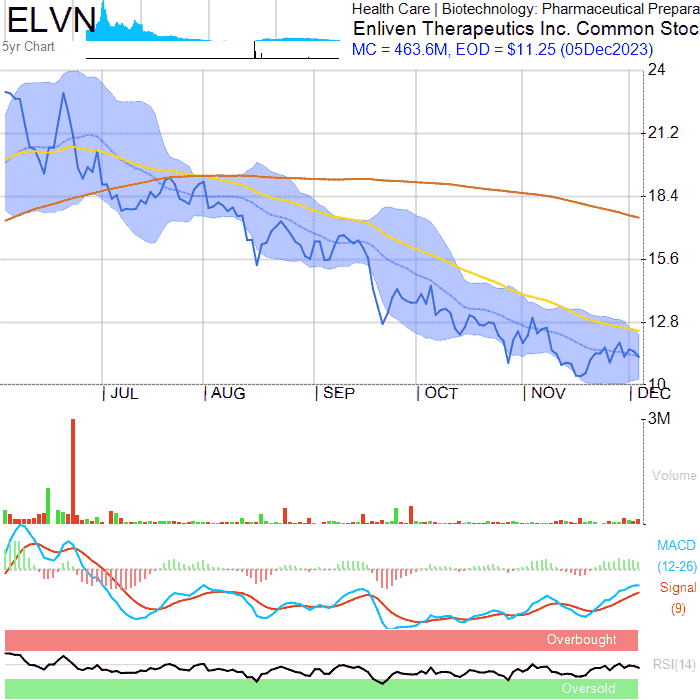 ELVN
5yr Chart
Health Care | Biotechnology: Pharmaceutical Prepara
Enliven Therapeutics Inc. Common Stoc
MC = 463.6M, EOD = $11.25 (05Dec2023)
24
21.2
18.4
15.6
12.8
10
JUL
AUG
SEP
OCT
NOV
DEC
3M
Volume
MACD
(12-26)
Signal
(9)
Overbought
RSI(14)
Oversold